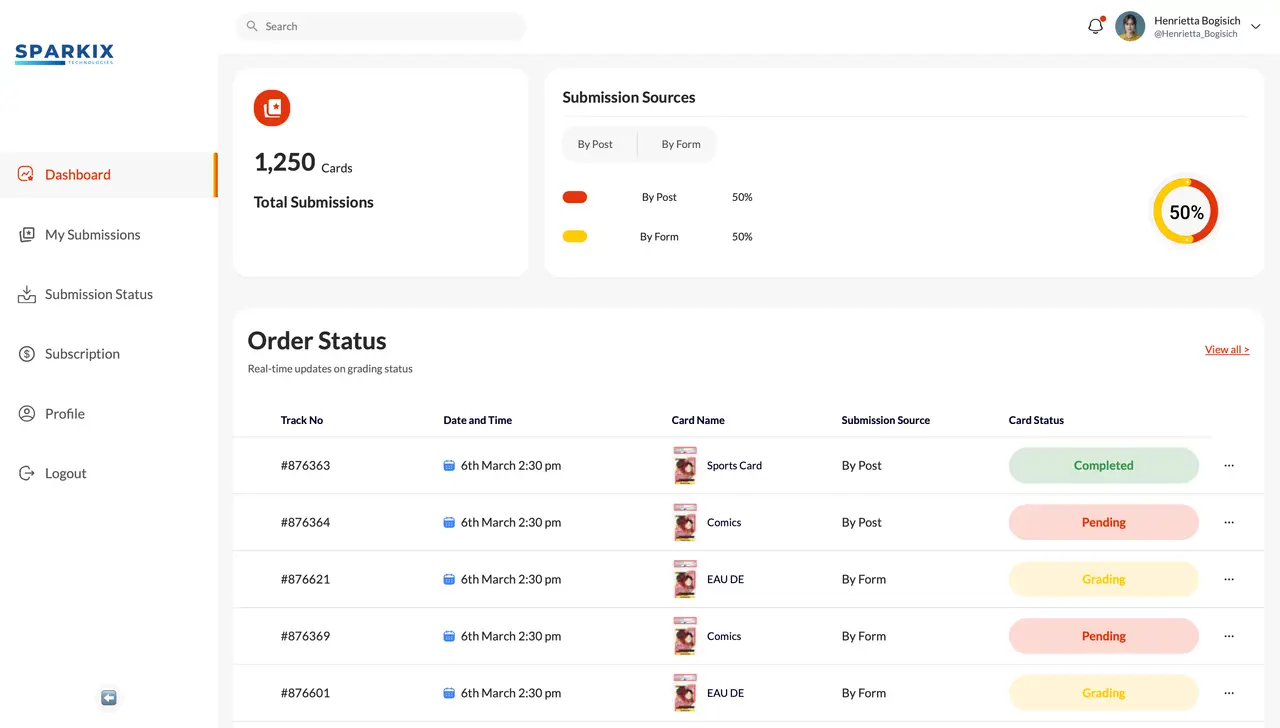 SPARKIX
TECHNOLOGIES
Search
Henrietta Bogisich
@Henrietta_Bogisich
Dashboard
My Submissions
Submission Status
Subscription
Profile
Logout
1,250 Cards
Total Submissions
Submission Sources
By Post By Form
By Post 50%
By Form 50%
50%
Order Status
Real-time updates on grading status
View all >
Track No Date and Time Card Name Submission Source Card Status
#876363 6th March 2:30 pm Sports Card By Post Completed ...
#876364 6th March 2:30 pm Comics By Post Pending ...
#876621 6th March 2:30 pm EAU DE By Form Grading ...
#876369 6th March 2:30 pm Comics By Form Pending ...
#876601 6th March 2:30 pm EAU DE By Form Grading ...